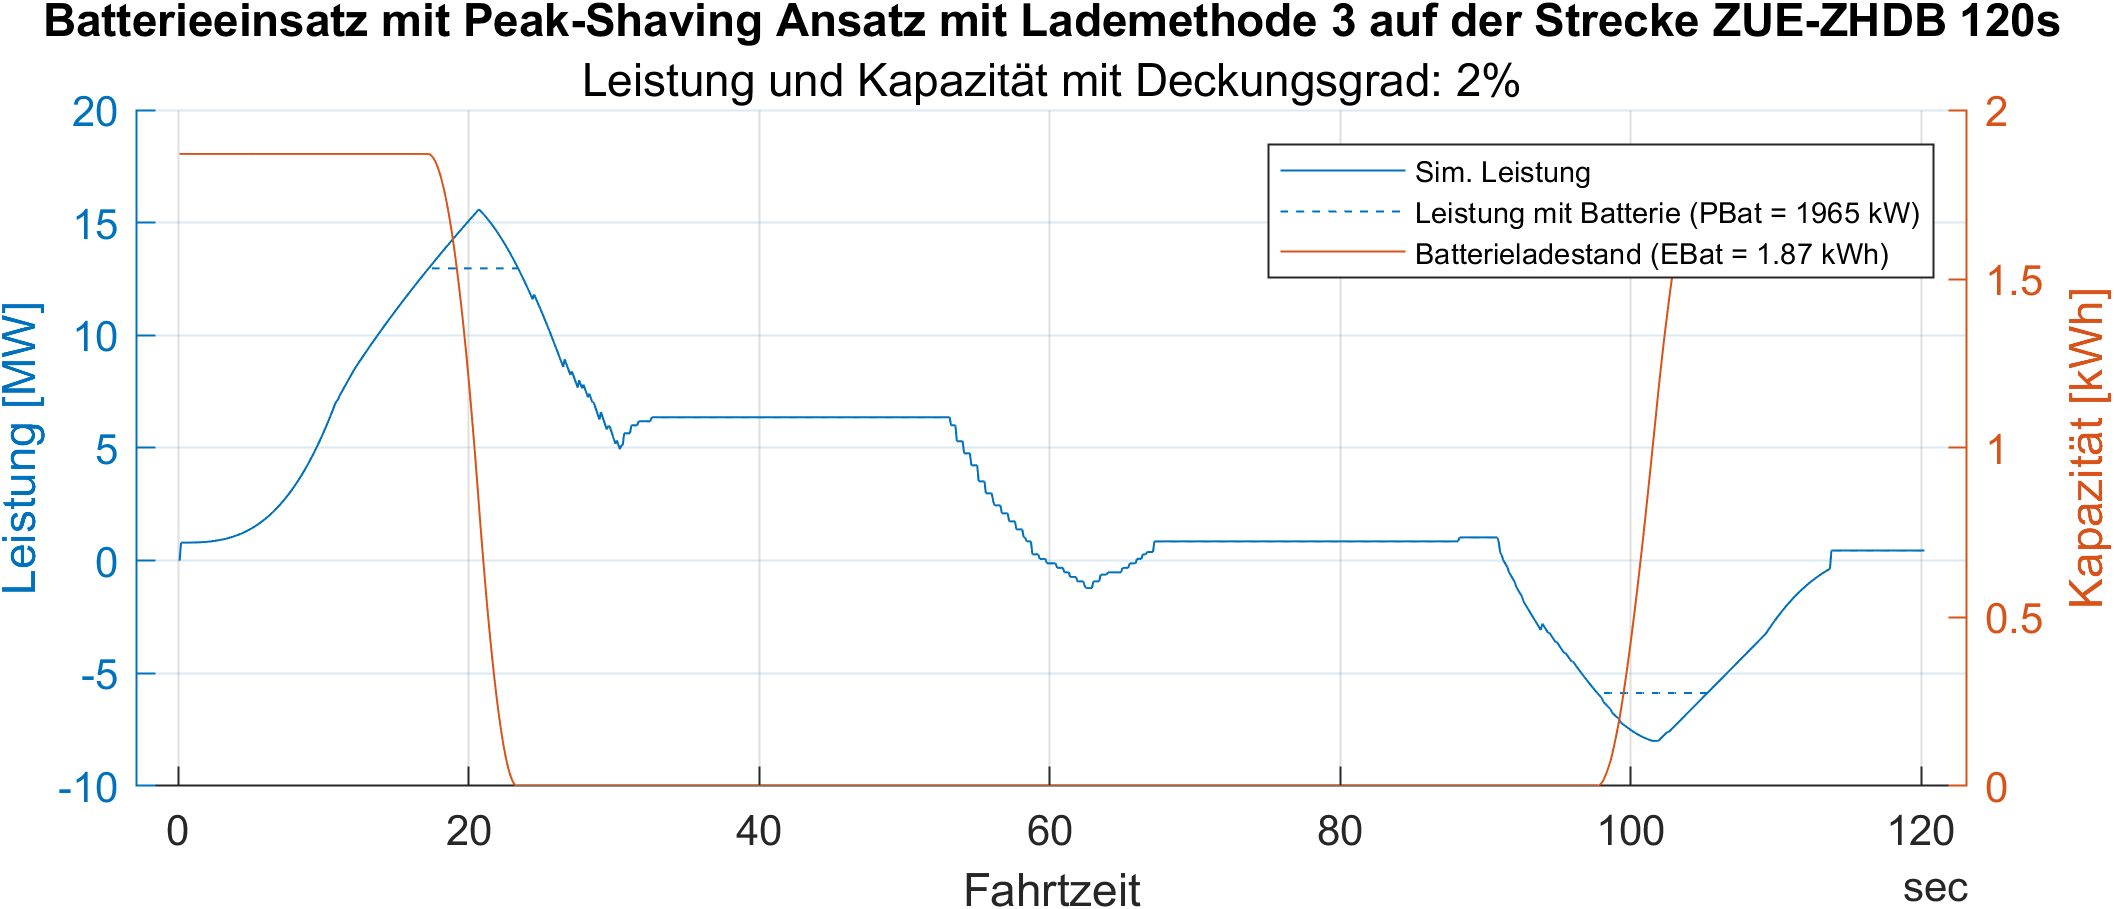 Batterieeinsatz mit Peak-Shaving Ansatz mit Lademethode 3 auf der Strecke ZUE-ZHDB 120s
Leistung und Kapazität mit Deckungsgrad: 2%
20
15
10
5
0
-5
-10
Leistung [MW]
Sim. Leistung
Leistung mit Batterie (PBat = 1965 kW)
Batterieladestand (EBat = 1.87 kWh)
2
1.5
1
0.5
0
Kapazität [kWh]
0 20 40 60 80 100 120
Fahrtzeit
sec